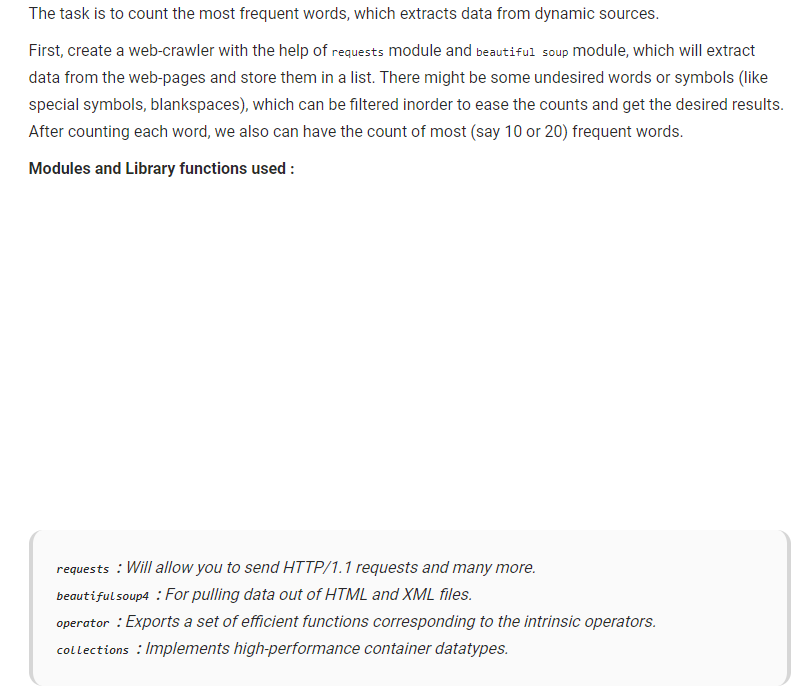 The task is to count the most frequent words, which extracts data from dynamic sources.
First, create a web-crawler with the help of requests module and beautiful soup module, which will extract
data from the web-pages and store them in a list. There might be some undesired words or symbols (like
special symbols, blankspaces), which can be filtered inorder to ease the counts and get the desired results.
After counting each word, we also can have the count of most (say 10 or 20) frequent words.
Modules and Library functions used :
requests : Will allow you to send HTTP/1.1 requests and many more.
beautifulsoup4 : For pulling data out of HTML and XML files.
operator : Exports a set of efficient functions corresponding to the intrinsic operators.
collections : Implements high-performance container datatypes.